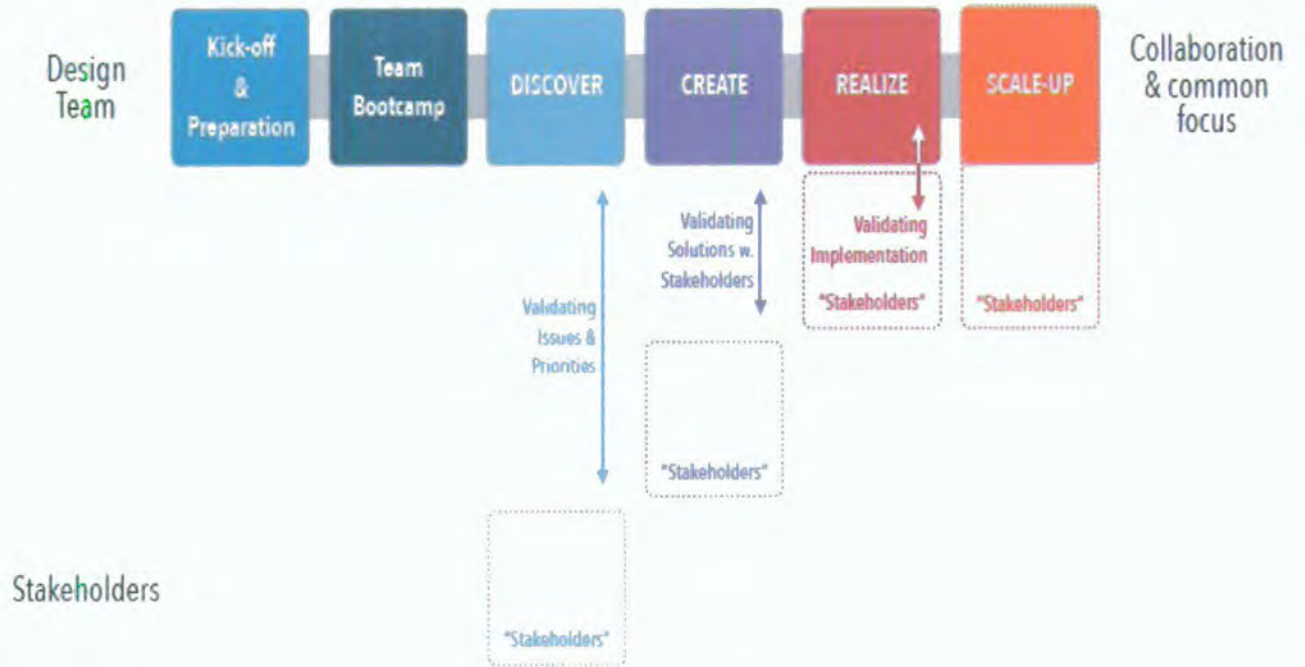 Design
Team
Kick-off
&
Preparation
Team
Bootcamp
DISCOVER
CREATE
REALIZE
SCALE-UP
Collaboration
& common
focus
Validating
Issues &
Priorities
Validating
Solutions w.
Stakeholders
Validating
Implementation
"Stakeholders"
"Stakeholders"
"Stakeholders"
Stakeholders
"Stakeholders"